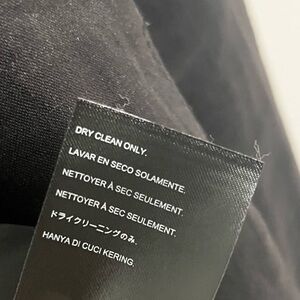 DRY CLEAN ONLY.
LAVAR EN SECO SOLAMENTE.
NETTOYER À SEC SEULEMENT.
NETTOYER À SEC SEULEMENT.
ドライクリーニングのみ.
HANYA DI CUCI KERING.